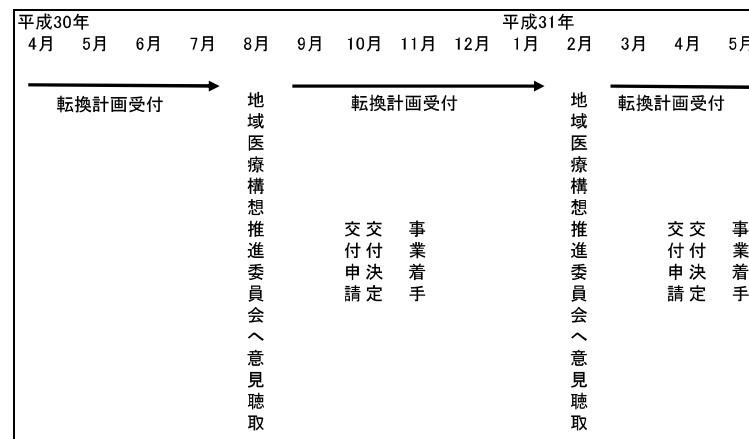 平成30年 平成31年
4月 5月 6月 7月 8月 9月 10月 11月 12月 1月 2月 3月 4月 5月
転換計画受付 転換計画受付 転換計画受付
地域医療構想推進委員会へ意見聴取
交付申請
交付決定
事業着手
地域医療構想推進委員会へ意見聴取
交付申請
交付決定
事業着手